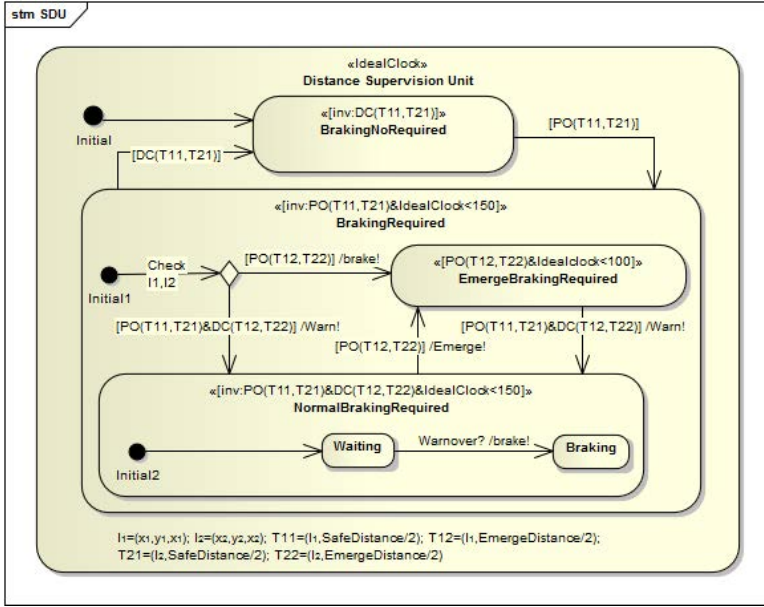 stm SDU
«IdealClock»
Distance Supervision Unit
«[inv:DC(T11,T21)]»
BrakingNoRequired
Initial
[PO(T11,T21)]
[DC(T11,T21)]
«[inv:PO(T11,T21)&IdealClock<150]»
BrakingRequired
Check
I1,I2
Initial1
[PO(T12,T22)] /brake!
«[PO(T12,T22)&Idealclock<100]»
EmergeBrakingRequired
[PO(T11,T21)&DC(T12,T22)] /Warn!
[PO(T11,T21)&DC(T12,T22)] /Warn!
[PO(T12,T22)] /Emerge!
«[inv:PO(T11,T21)&DC(T12,T22)&IdealClock<150]»
NormalBrakingRequired
Initial2
Waiting
Warnover? /brake!
Braking
I₁=(x₁,y₁,x₁); I₂=(x₂,y₂,x₂); T11=(I₁,SafeDistance/2); T12=(I₁,EmergeDistance/2);
T21=(I₂,SafeDistance/2); T22=(I₂,EmergeDistance/2)